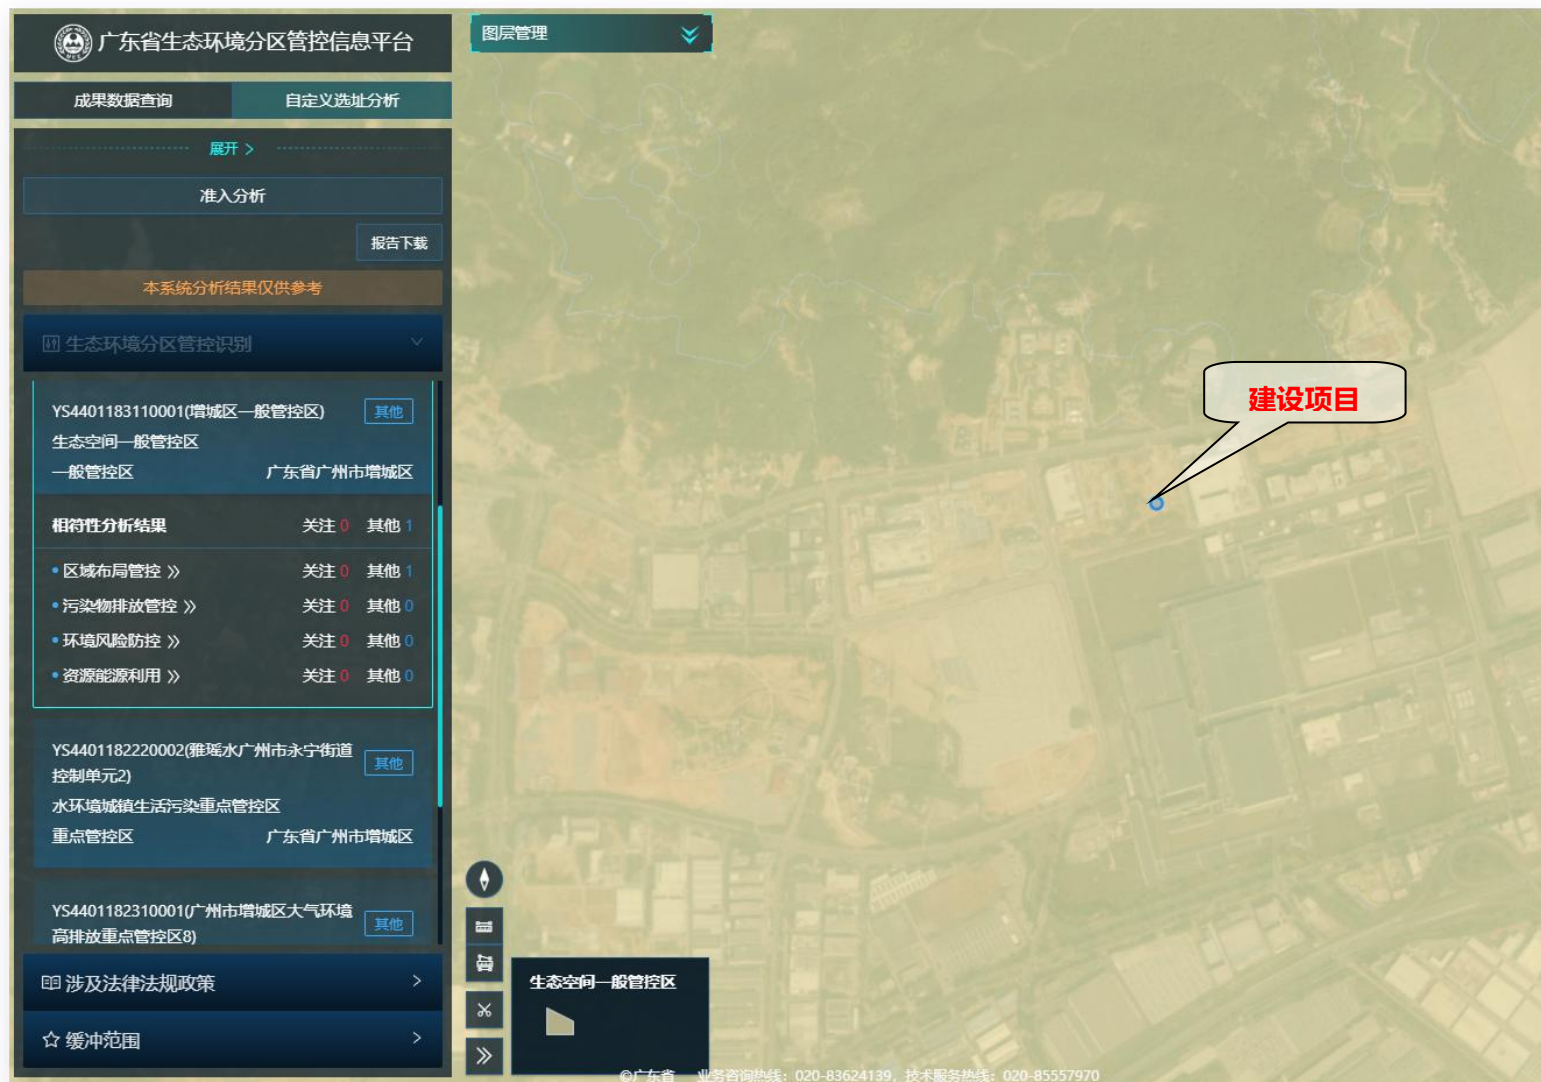 广东省生态环境分区管控信息平台
成果数据查询 自定义选址分析
展开 >
准入分析
报告下载
本系统分析结果仅供参考
生态环境分区管控识别
YS4401183110001(增城区一般管控区) 其他
生态空间一般管控区
一般管控区 广东省广州市增城区
相符性分析结果 关注 0 其他 1
• 区域布局管控 》 关注 0 其他 1
• 污染物排放管控 》 关注 0 其他 0
• 环境风险防控 》 关注 0 其他 0
• 资源能源利用 》 关注 0 其他 0
YS4401182220002(雅瑶水广州市永宁街道
控制单元2) 其他
水环境城镇生活污染重点管控区
重点管控区 广东省广州市增城区
YS4401182310001(广州市增城区大气环境
高排放重点管控区8) 其他
涉及法律法规政策 >
缓冲范围 >
图层管理
建设项目
生态空间一般管控区
©广东省 业务咨询热线：020-83624139，技术服务热线：020-85557970